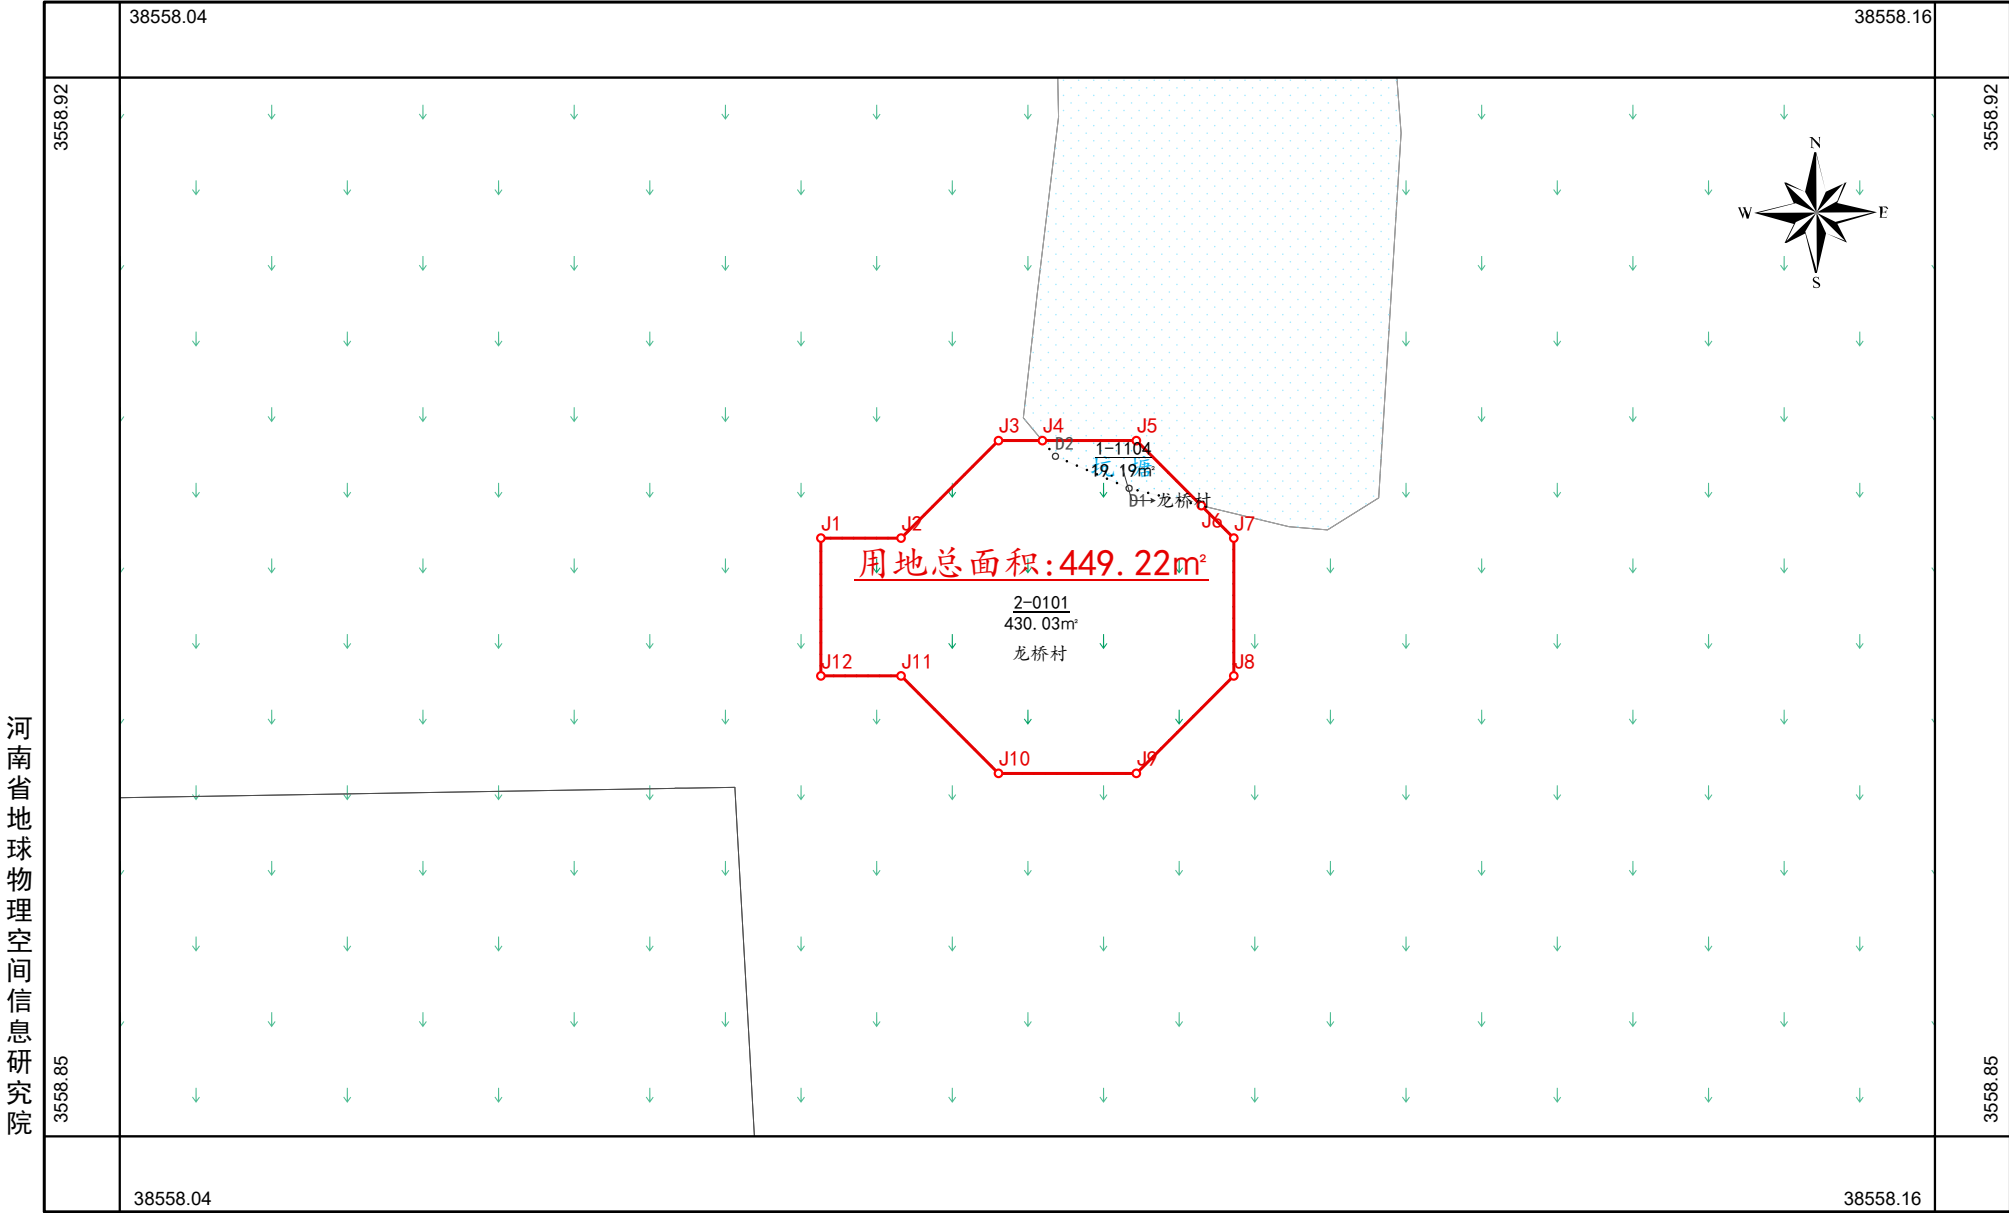 38558.04
38558.16
3558.92
3558.92
N
W
E
S
J3
J4
J5
D2
1-1104
坑 塘
19.19㎡
D1
龙桥村
J6
J1
J2
J7
用地总面积:449.22㎡
2-0101
430.03㎡
龙桥村
J12
J11
J8
J10
J9
河南省地球物理空间信息研究院
3558.85
3558.85
38558.04
38558.16